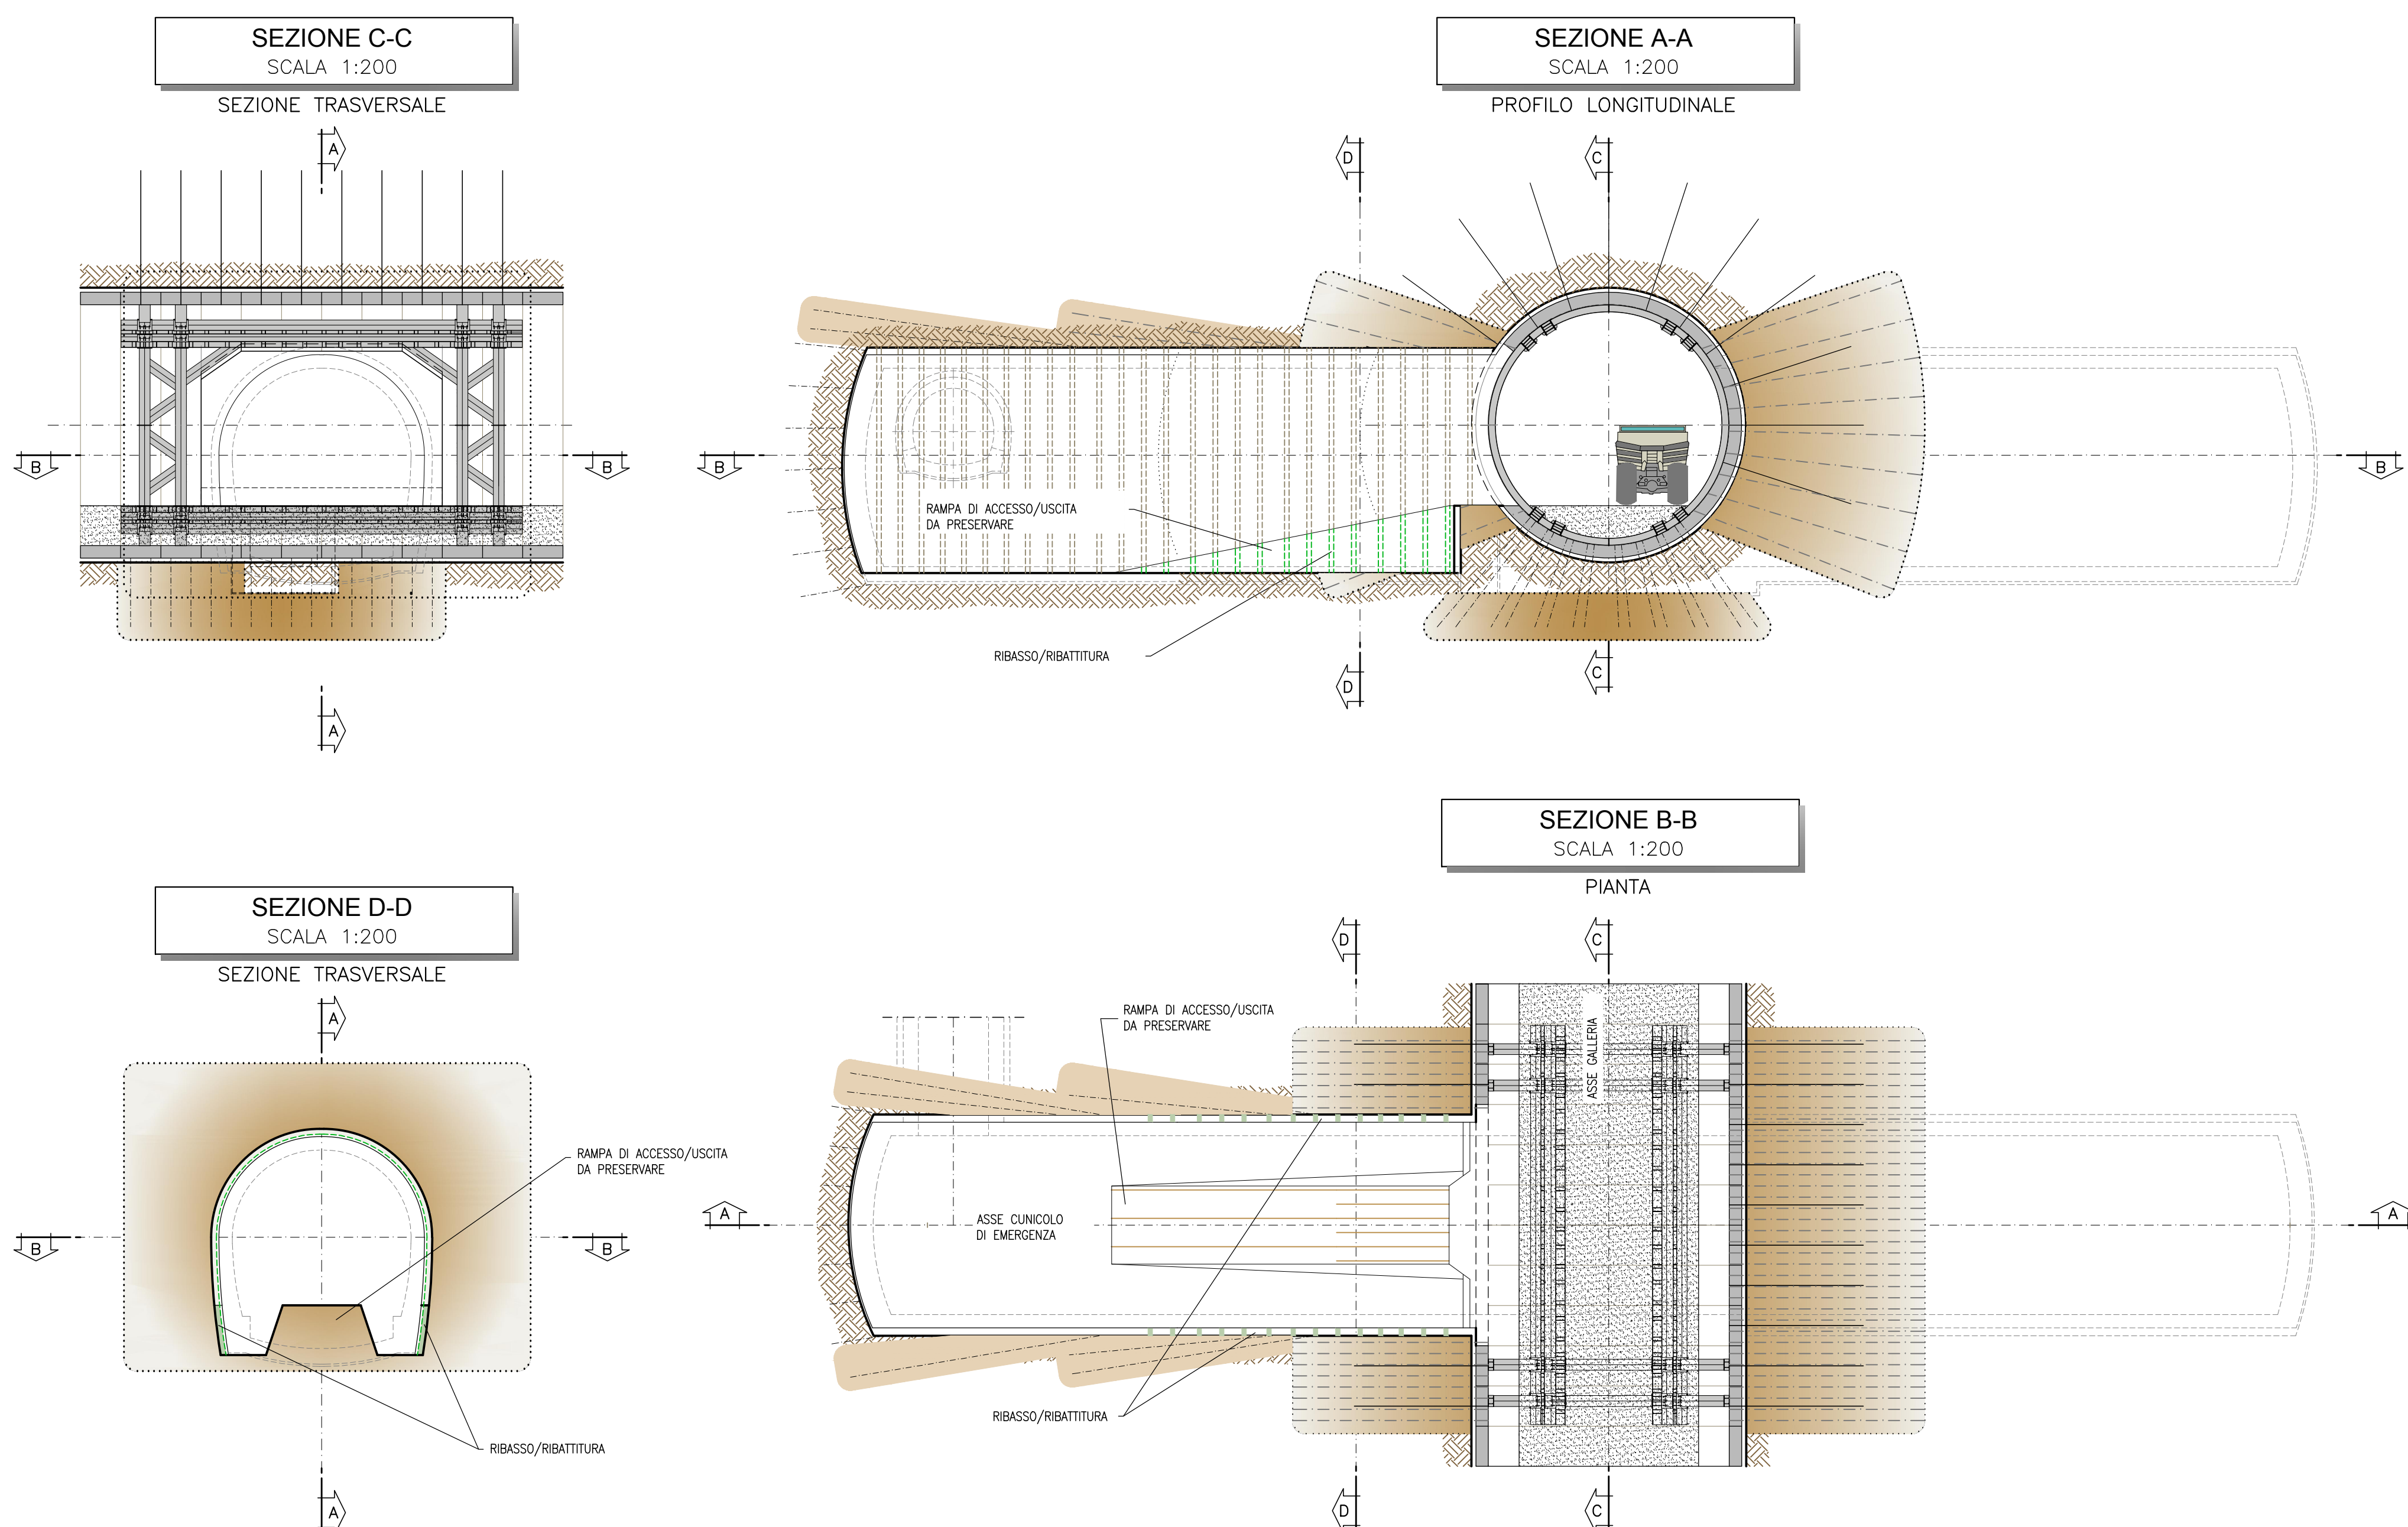 SEZIONE C-C
SCALA 1:200
SEZIONE TRASVERSALE
A
B
B
A
SEZIONE A-A
SCALA 1:200
PROFILO LONGITUDINALE
D
C
B
B
RAMPA DI ACCESSO/USCITA
DA PRESERVARE
RIBASSO/RIBATTITURA
D
C
SEZIONE D-D
SCALA 1:200
SEZIONE TRASVERSALE
A
RAMPA DI ACCESSO/USCITA
DA PRESERVARE
B
B
RIBASSO/RIBATTITURA
A
SEZIONE B-B
SCALA 1:200
PIANTA
D
C
RAMPA DI ACCESSO/USCITA
DA PRESERVARE
ASSE GALLERIA
A
A
ASSE CUNICOLO
DI EMERGENZA
RIBASSO/RIBATTITURA
D
C